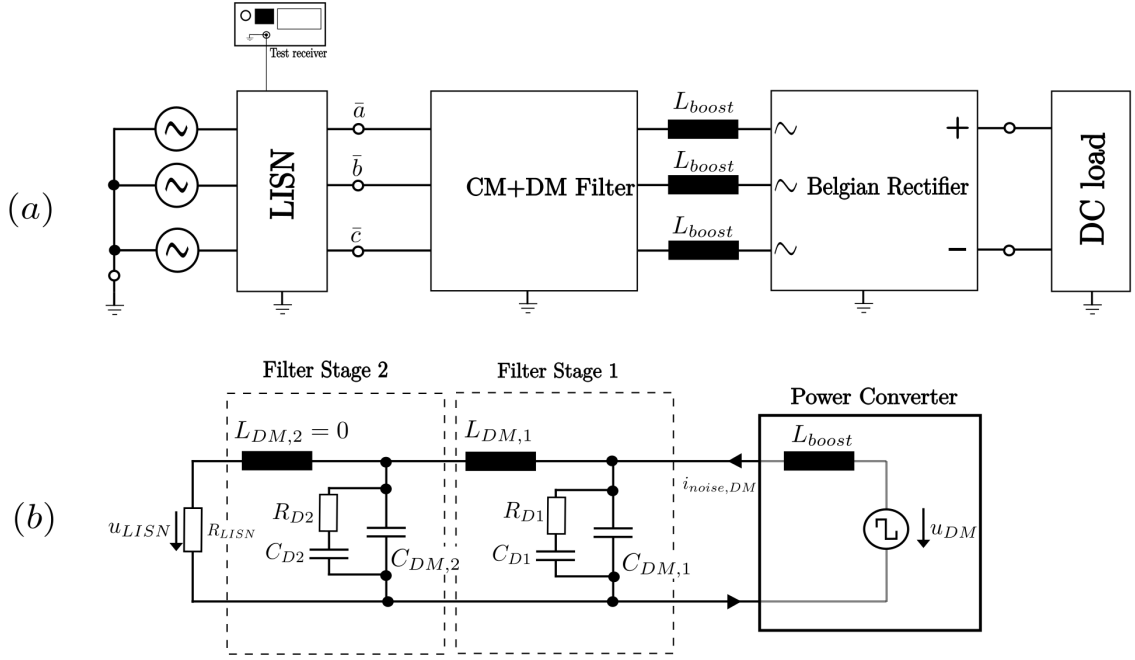 Test receiver
(a)
LISN
ā
b̄
c̄
CM+DM Filter
L_boost
L_boost
L_boost
Belgian Rectifier
+
−
DC load
(b)
Filter Stage 2
Filter Stage 1
Power Converter
L_DM,2 = 0
L_DM,1
L_boost
i_noise,DM
u_LISN
R_LISN
R_D2
C_D2
C_DM,2
R_D1
C_D1
C_DM,1
u_DM